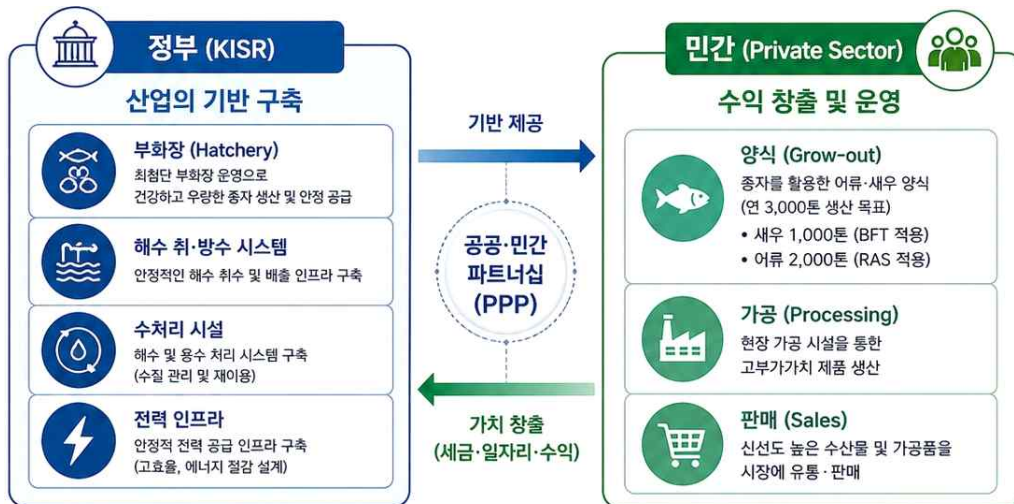 정부 (KISR)
산업의 기반 구축
부화장 (Hatchery)
최첨단 부화장 운영으로
건강하고 우량한 종자 생산 및 안정 공급
해수 취·방수 시스템
안정적인 해수 취수 및 배출 인프라 구축
수처리 시설
해수 및 용수 처리 시스템 구축
(수질 관리 및 재이용)
전력 인프라
안정적 전력 공급 인프라 구축
(고효율, 에너지 절감 설계)
기반 제공
공공·민간
파트너십
(PPP)
가치 창출
(세금·일자리·수익)
민간 (Private Sector)
수익 창출 및 운영
양식 (Grow-out)
종자를 활용한 어류·새우 양식
(연 3,000톤 생산 목표)
• 새우 1,000톤 (BFT 적용)
• 어류 2,000톤 (RAS 적용)
가공 (Processing)
현장 가공 시설을 통한
고부가가치 제품 생산
판매 (Sales)
신선도 높은 수산물 및 가공품을
시장에 유통·판매